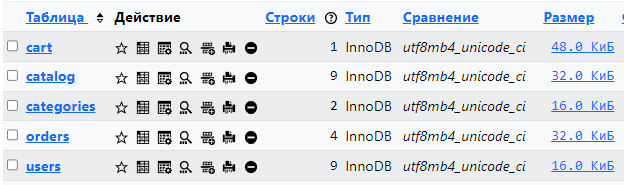 Таблица Действие Строки Тип Сравнение Размер
cart 1 InnoDB utf8mb4_unicode_ci 48.0 КиБ
catalog 9 InnoDB utf8mb4_unicode_ci 32.0 КиБ
categories 2 InnoDB utf8mb4_unicode_ci 16.0 КиБ
orders 4 InnoDB utf8mb4_unicode_ci 32.0 КиБ
users 9 InnoDB utf8mb4_unicode_ci 16.0 КиБ